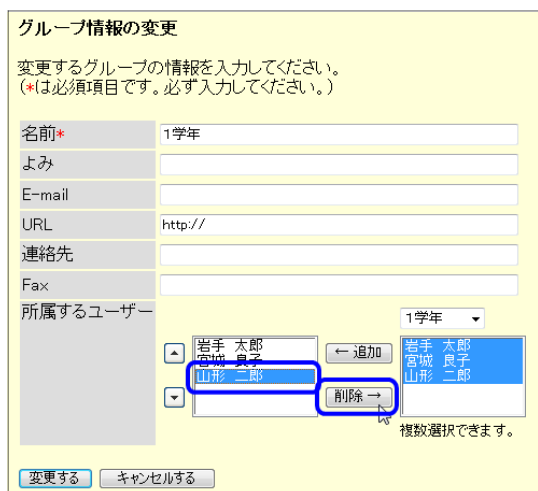 グループ情報の変更
変更するグループの情報を入力してください。
(*は必須項目です。必ず入力してください。)
名前* 1学年
よみ
E-mail
URL http://
連絡先
Fax
所属するユーザー
1学年
岩手 太郎
宮城 良子
山形 二郎
← 追加
削除 →
岩手 太郎
宮城 良子
山形 二郎
複数選択できます。
変更する キャンセルする